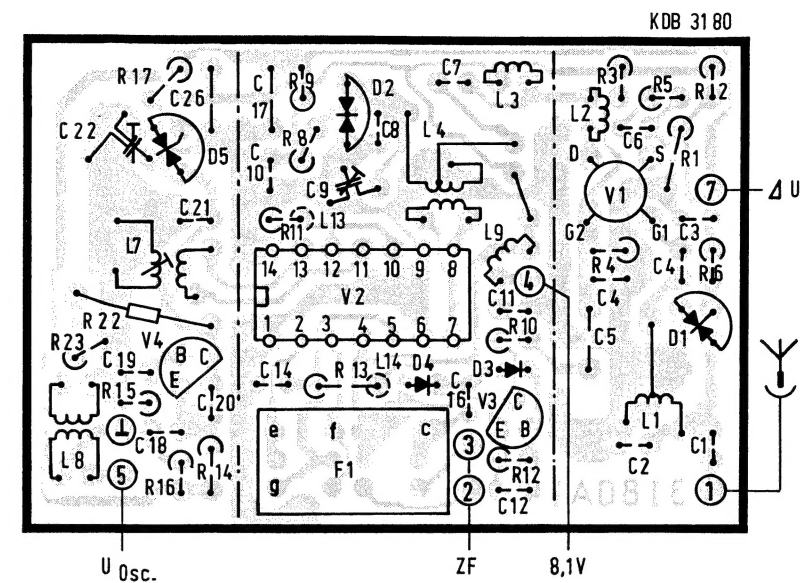 KDB 3180
R17
C26
C
17
R19
D2
C7
L3
R3
R5
R12
C22
D5
R8
C8
L4
L2
C6
D
S
R1
C
10
C9
V1
7
ΔU
C21
R11
L13
L9
G2
G1
C3
L7
14 13 12 11 10 9 8
4
R4
C4
C4
R16
V2
C11
R22
1 2 3 4 5 6 7
R10
C5
D1
V4
R23
C19
B C
E
C14
R13
L14
D4
D3
C
16
R15
C20
V3
C
E B
L1
⊥
C18
e f c
3
L8
5
R16
R14
g
F1
2
R12
C12
C2
C1
1
3180A
U Osc.
ZF
8,1V